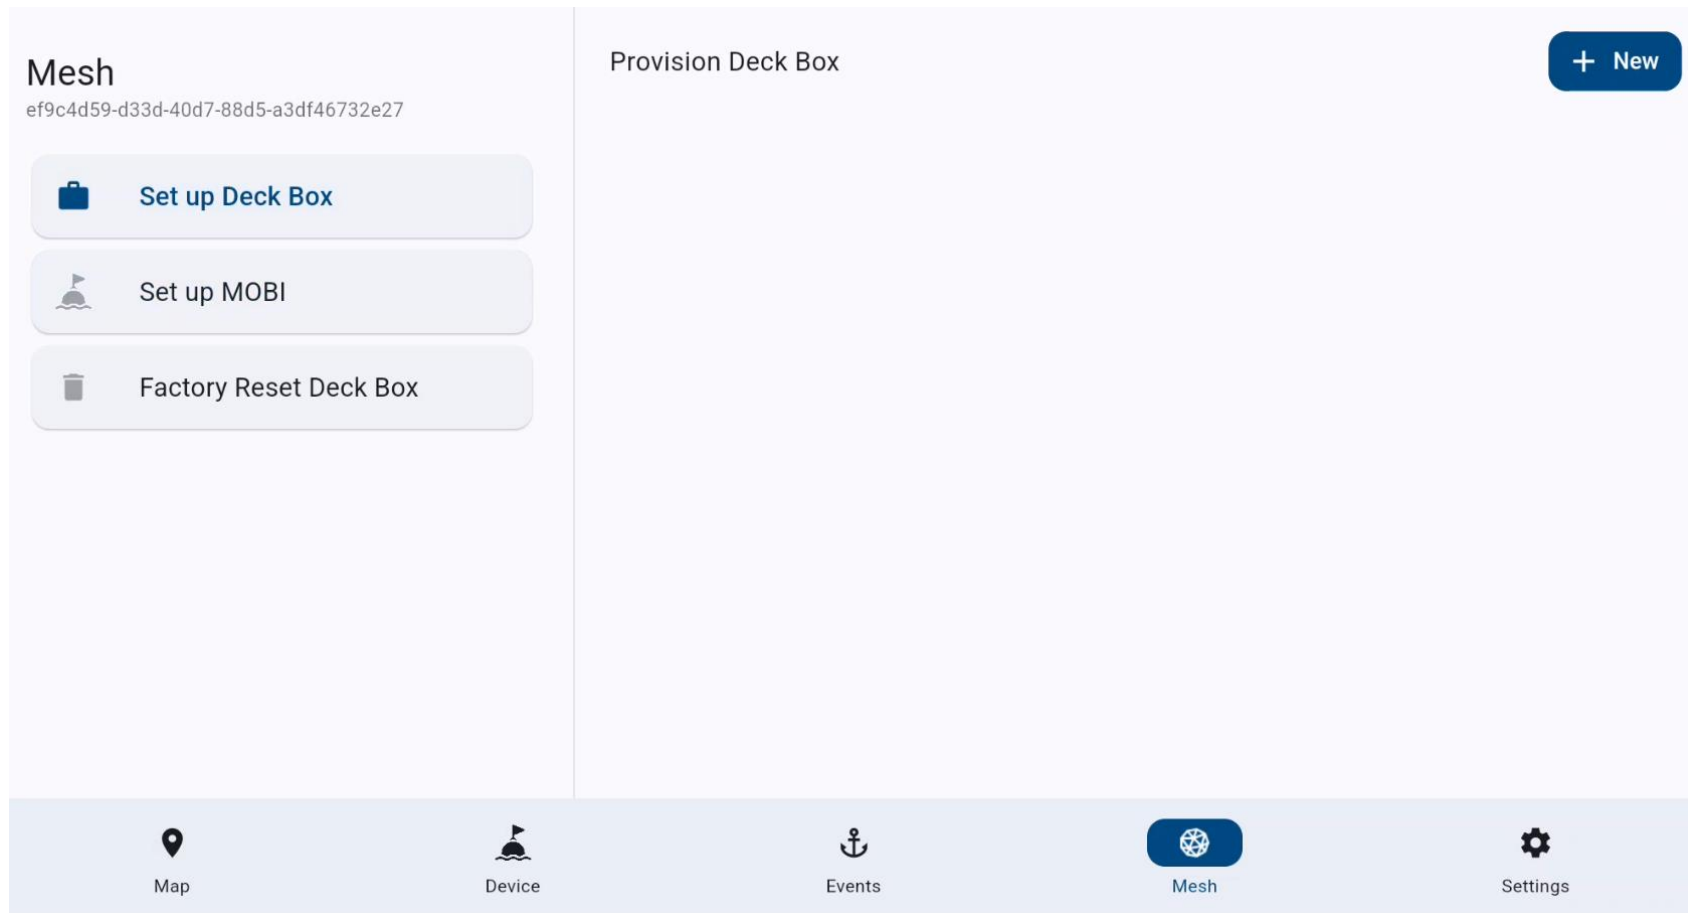 Mesh
ef9c4d59-d33d-40d7-88d5-a3df46732e27
Set up Deck Box
Set up MOBI
Factory Reset Deck Box
Provision Deck Box
+ New
Map
Device
Events
Mesh
Settings